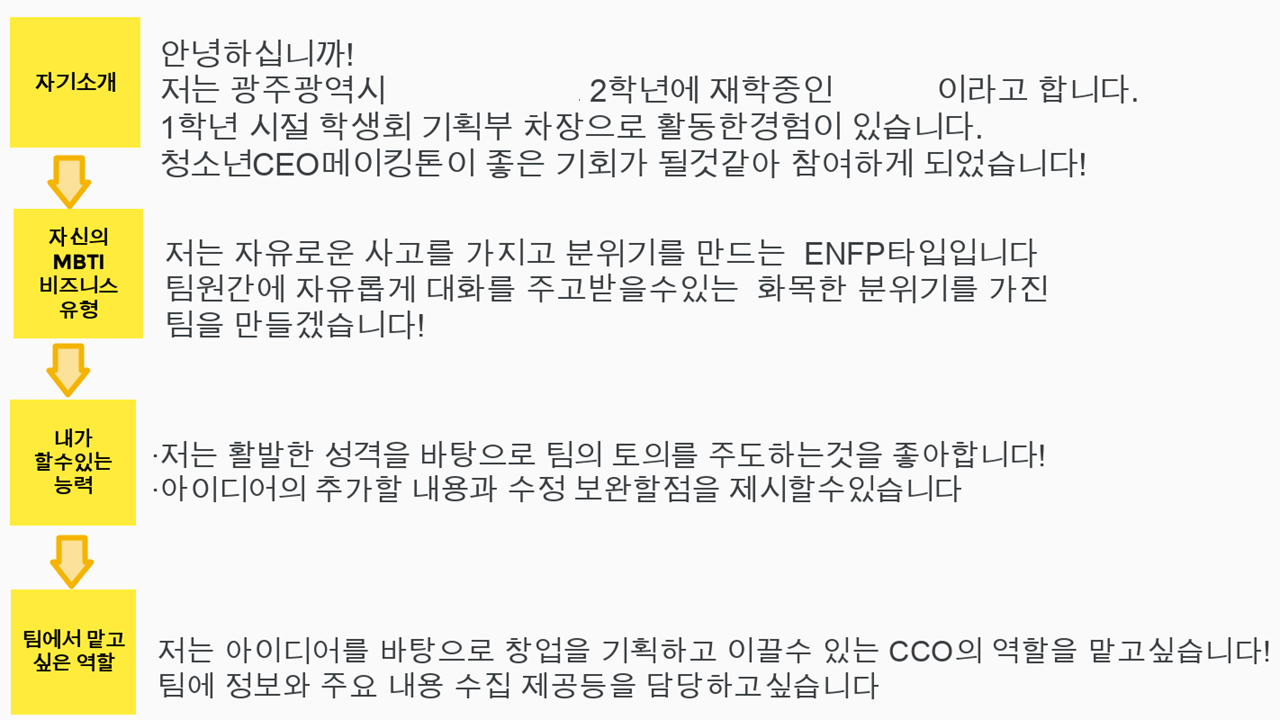 자기소개
안녕하십니까!
저는 광주광역시 . 2학년에 재학중인 이라고 합니다.
1학년 시절 학생회 기획부 차장으로 활동한경험이 있습니다.
청소년CEO메이킹톤이 좋은 기회가 될것같아 참여하게 되었습니다!
자신의
MBTI
비즈니스
유형
저는 자유로운 사고를 가지고 분위기를 만드는 ENFP타입입니다
팀원간에 자유롭게 대화를 주고받을수있는 화목한 분위기를 가진
팀을 만들겠습니다!
내가
할수있는
능력
·저는 활발한 성격을 바탕으로 팀의 토의를 주도하는것을 좋아합니다!
·아이디어의 추가할 내용과 수정 보완할점을 제시할수있습니다
팀에서 맡고
싶은 역할
저는 아이디어를 바탕으로 창업을 기획하고 이끌수 있는 CCO의 역할을 맡고싶습니다!
팀에 정보와 주요 내용 수집 제공등을 담당하고싶습니다